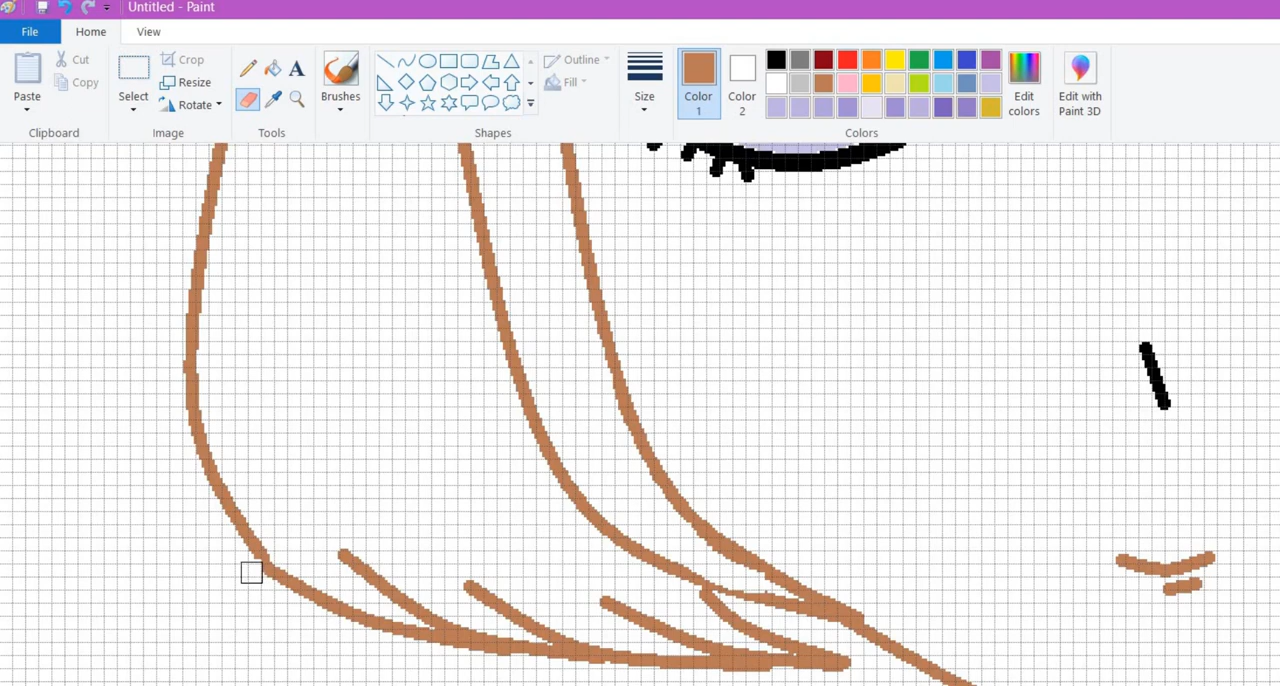 Untitled - Paint
File Home View
Cut
Copy
Paste
Clipboard
Crop
Resize
Rotate
Select
Image
A
Tools
Brushes
Outline
Fill
Shapes
Size
Color 1
Color 2
Edit colors
Colors
Edit with Paint 3D